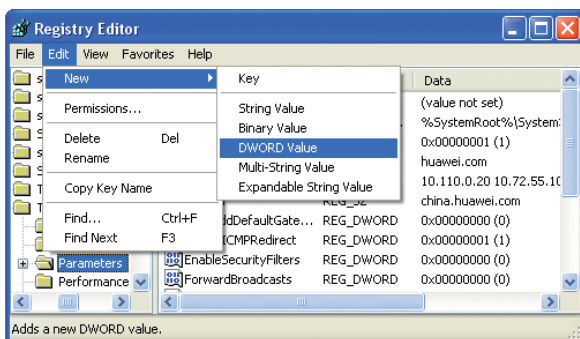 Registry Editor
File Edit View Favorites Help
New
Permissions...
Delete Del
Rename
Copy Key Name
Find... Ctrl+F
Find Next F3
Key
String Value
Binary Value
DWORD Value
Multi-String Value
Expandable String Value
Data
(value not set)
%SystemRoot%\System
0x00000001 (1)
huawei.com
10.110.0.20 10.72.55.10
china.huawei.com
REG_SZ
ddDefaultGate... REG_DWORD 0x00000000 (0)
ICMPRedirect REG_DWORD 0x00000001 (1)
EnableSecurityFilters REG_DWORD 0x00000000 (0)
ForwardBroadcasts REG_DWORD 0x00000000 (0)
Parameters
Performance
Adds a new DWORD value.